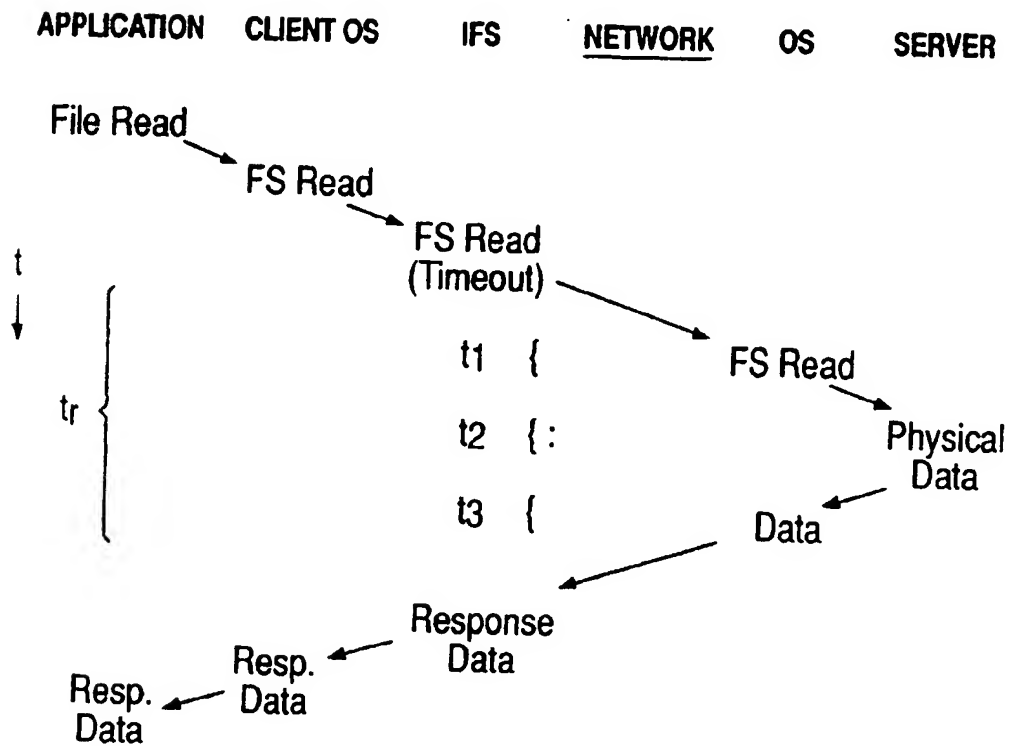 APPLICATION CLIENT OS IFS NETWORK OS SERVER
File Read
FS Read
FS Read
(Timeout)
t
t1 {
FS Read
tr
t2 { :
Physical
Data
t3 {
Data
Response
Data
Resp.
Data
Resp.
Data